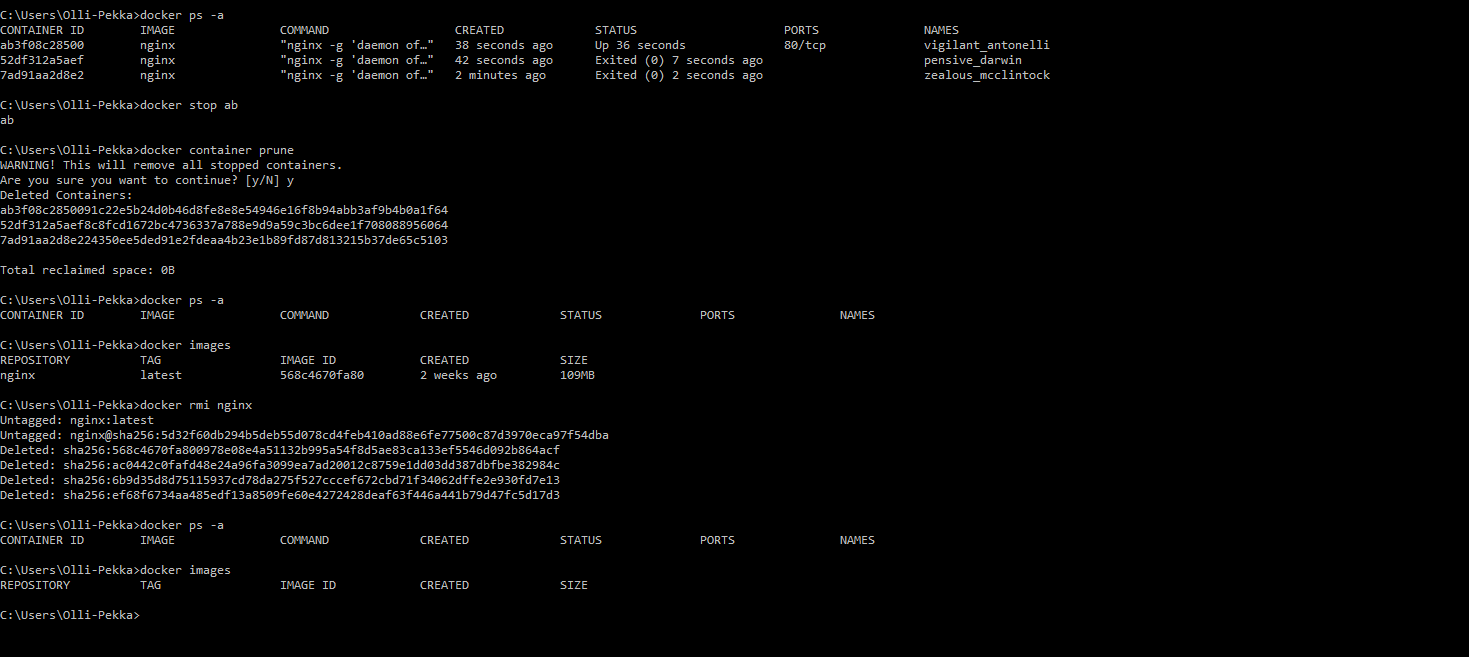 C:\Users\Olli-Pekka>docker ps -a
CONTAINER ID        IMAGE               COMMAND                  CREATED             STATUS                     PORTS               NAMES
ab3f08c28500        nginx               "nginx -g 'daemon of…"   38 seconds ago      Up 36 seconds              80/tcp              vigilant_antonelli
52df312a5aef        nginx               "nginx -g 'daemon of…"   42 seconds ago      Exited (0) 7 seconds ago                       pensive_darwin
7ad91aa2d8e2        nginx               "nginx -g 'daemon of…"   2 minutes ago       Exited (0) 2 seconds ago                       zealous_mcclintock
C:\Users\Olli-Pekka>docker stop ab
ab
C:\Users\Olli-Pekka>docker container prune
WARNING! This will remove all stopped containers.
Are you sure you want to continue? [y/N] y
Deleted Containers:
ab3f08c2850091c22e5b24d0b46d8fe8e8e54946e16f8b94abb3af9b4b0a1f64
52df312a5aef8c8fcd1672bc4736337a788e9d9a59c3bc6dee1f708088956064
7ad91aa2d8e224350ee5ded91e2fdeaa4b23e1b89fd87d813215b37de65c5103
Total reclaimed space: 0B
C:\Users\Olli-Pekka>docker ps -a
CONTAINER ID        IMAGE               COMMAND             CREATED             STATUS              PORTS               NAMES
C:\Users\Olli-Pekka>docker images
REPOSITORY          TAG                 IMAGE ID            CREATED             SIZE
nginx               latest              568c4670fa80        2 weeks ago         109MB
C:\Users\Olli-Pekka>docker rmi nginx
Untagged: nginx:latest
Untagged: nginx@sha256:5d32f60db294b5deb55d078cd4feb410ad88e6fe77500c87d3970eca97f54dba
Deleted: sha256:568c4670fa800978e08e4a51132b995a54f8d5ae83ca133ef5546d092b864acf
Deleted: sha256:ac0442c0fafd48e24a96fa3099ea7ad20012c8759e1dd03dd387dbfbe382984c
Deleted: sha256:6b9d35d8d75115937cd78da275f527cccef672cbd71f34062dffe2e930fd7e13
Deleted: sha256:ef68f6734aa485edf13a8509fe60e4272428deaf63f446a441b79d47fc5d17d3
C:\Users\Olli-Pekka>docker ps -a
CONTAINER ID        IMAGE               COMMAND             CREATED             STATUS              PORTS               NAMES
C:\Users\Olli-Pekka>docker images
REPOSITORY          TAG                 IMAGE ID            CREATED             SIZE
C:\Users\Olli-Pekka>